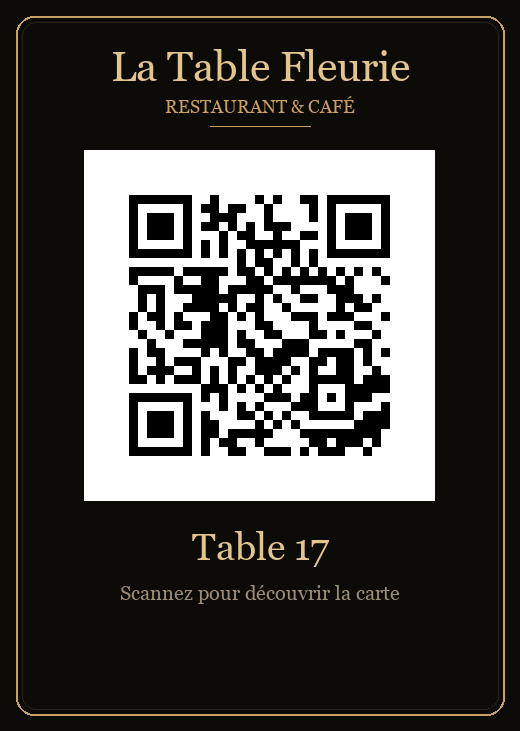 La Table Fleurie
RESTAURANT & CAFÉ
Table 17
Scannez pour découvrir la carte